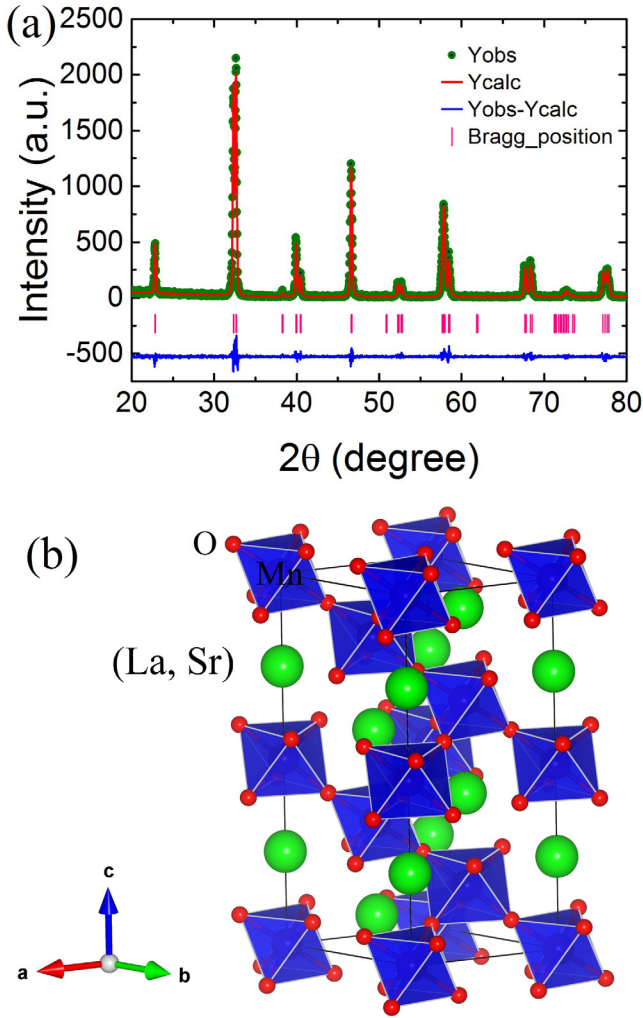 (a)
2500
2000
1500
1000
500
0
-500
Intensity (a.u.)
Yobs
Ycalc
Yobs-Ycalc
Bragg_position
20 30 40 50 60 70 80
2θ (degree)
(b)
O
Mn
(La, Sr)
c
a
b